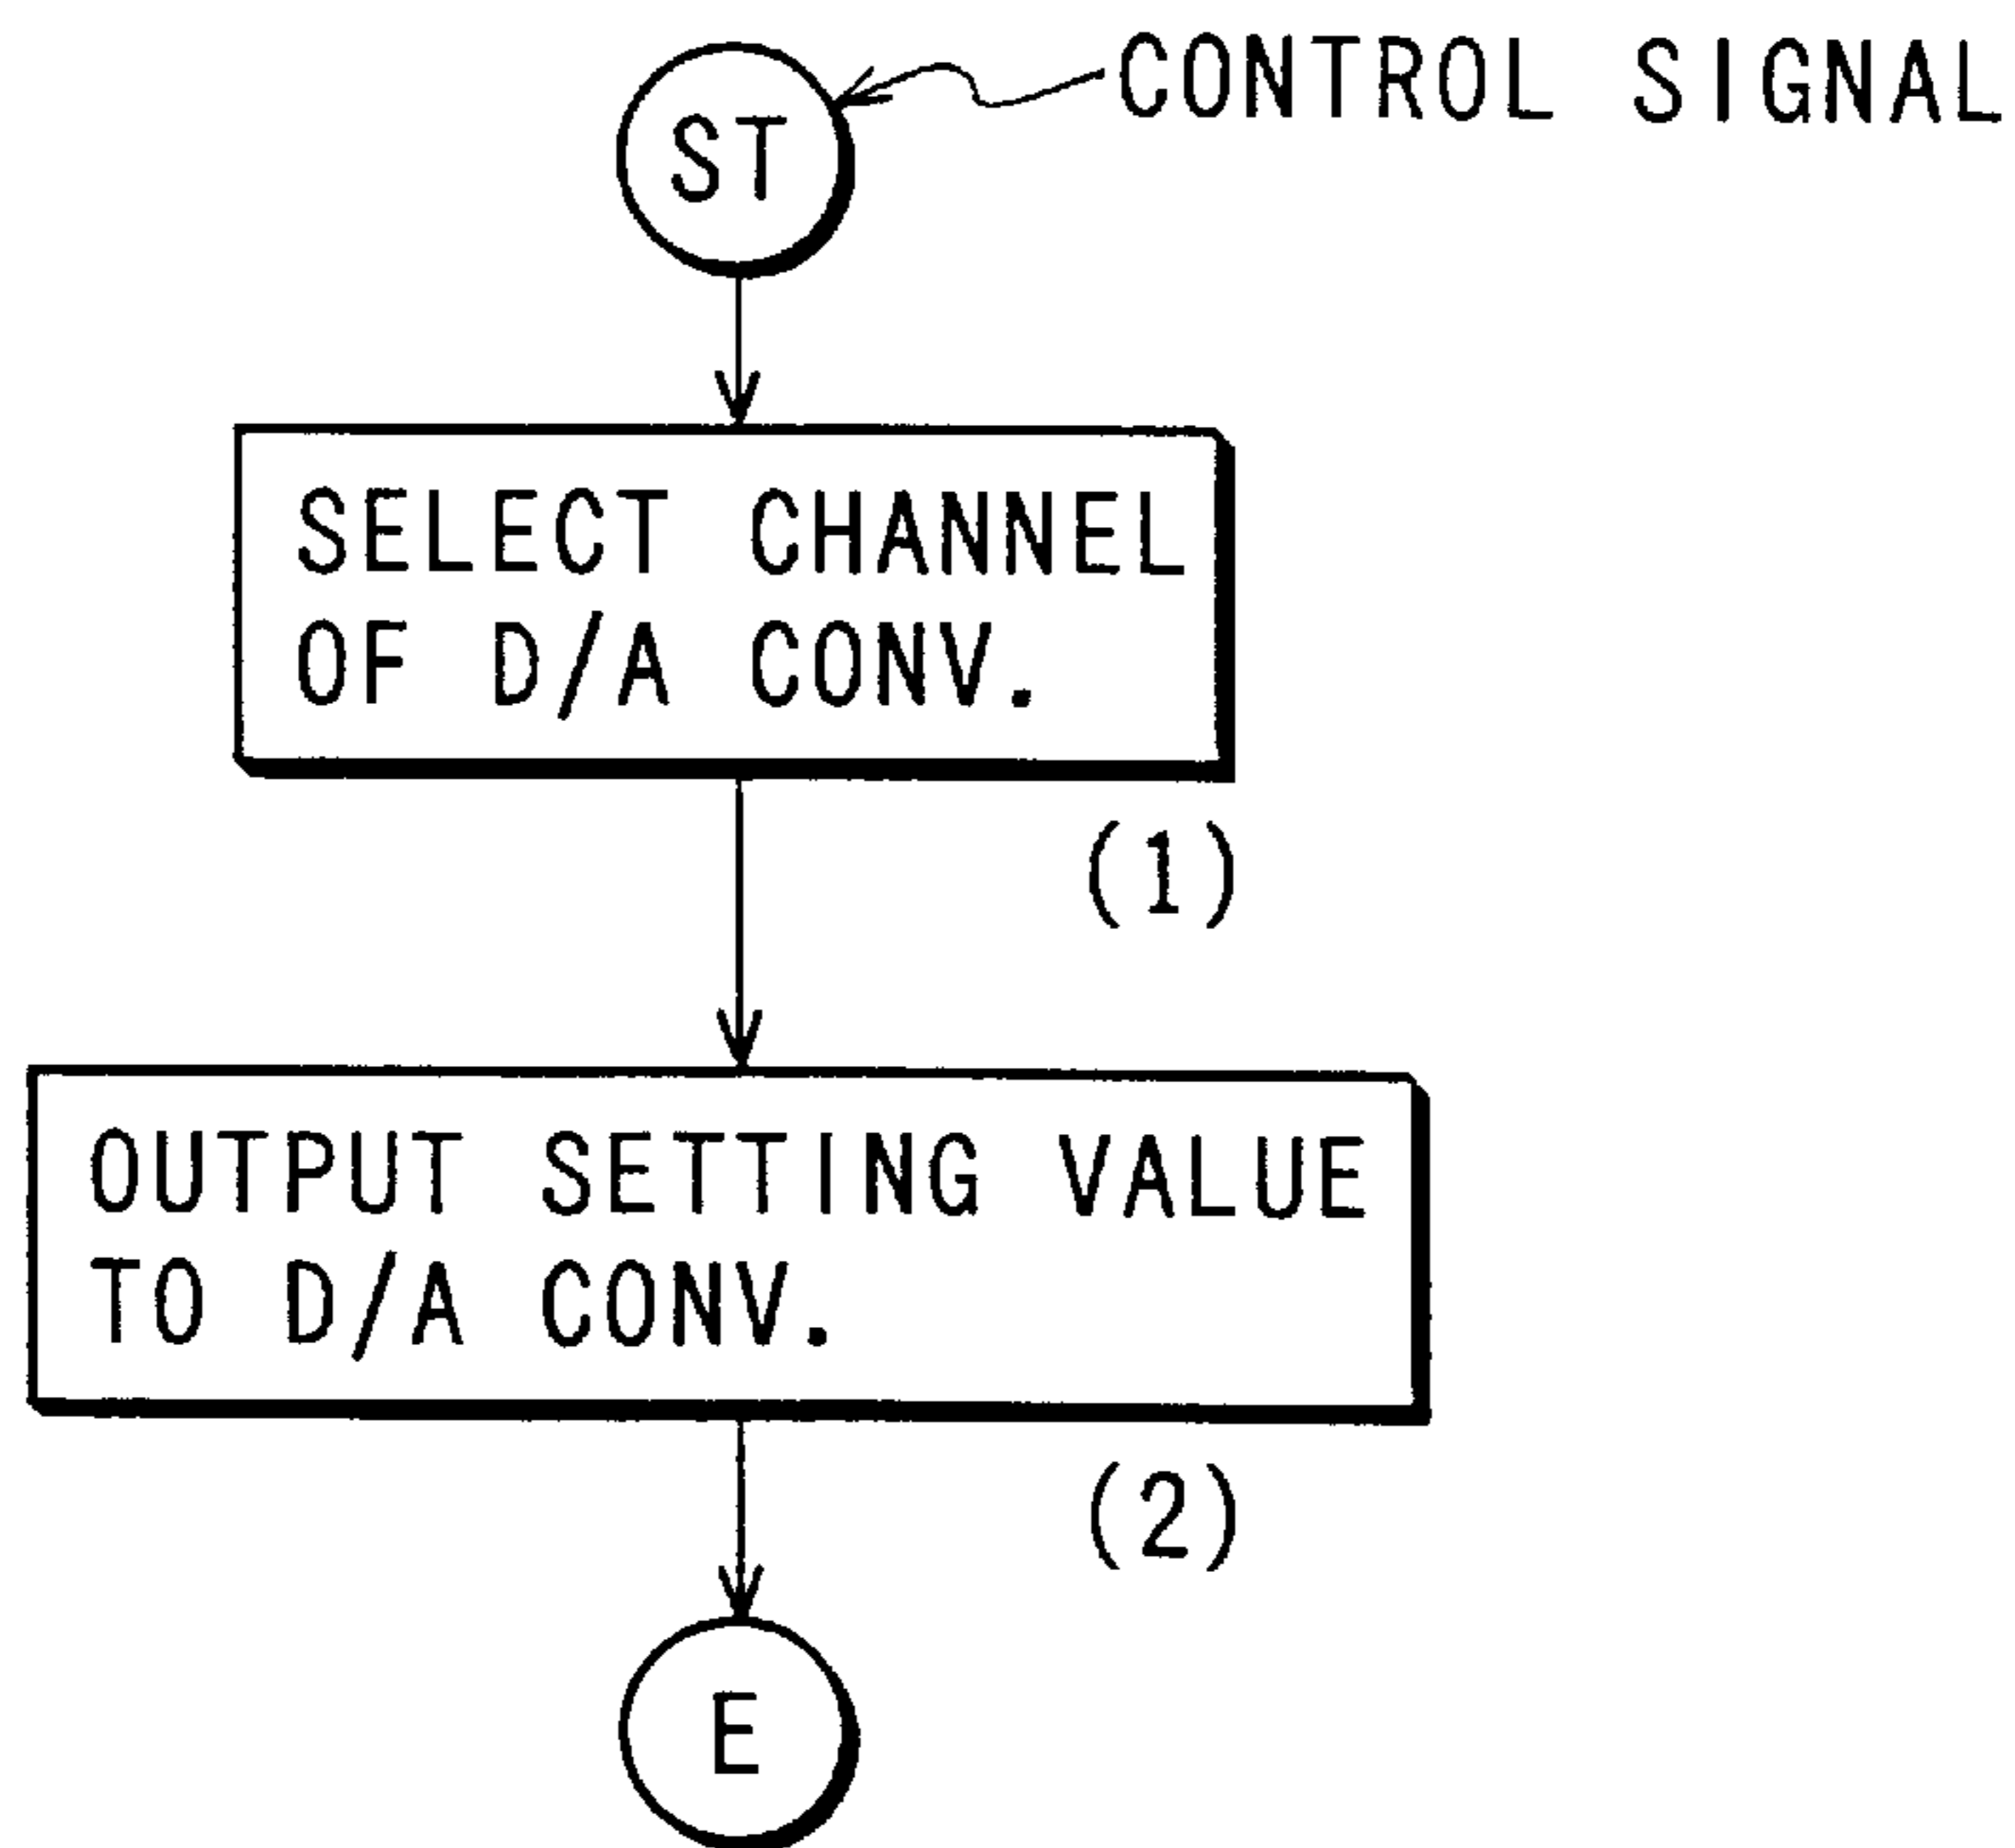 CONTROL SIGNAL
ST
SELECT CHANNEL
OF D/A CONV.
(1)
OUTPUT SETTING VALUE
TO D/A CONV.
(2)
E